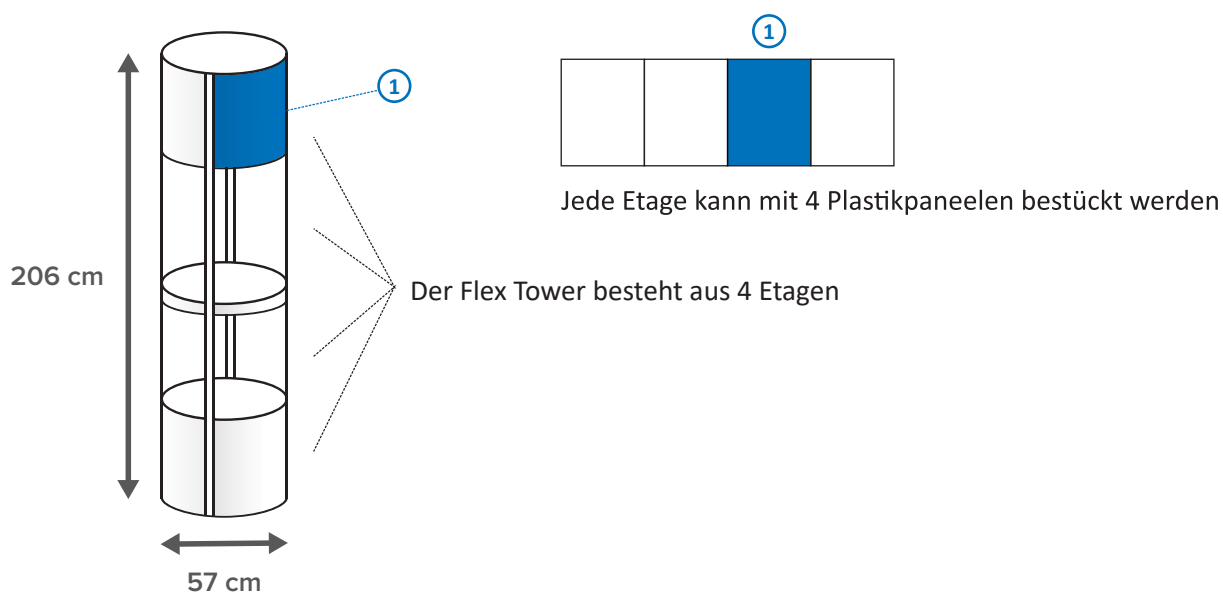 1
1
Jede Etage kann mit 4 Plastikpaneelen bestückt werden
206 cm
Der Flex Tower besteht aus 4 Etagen
57 cm